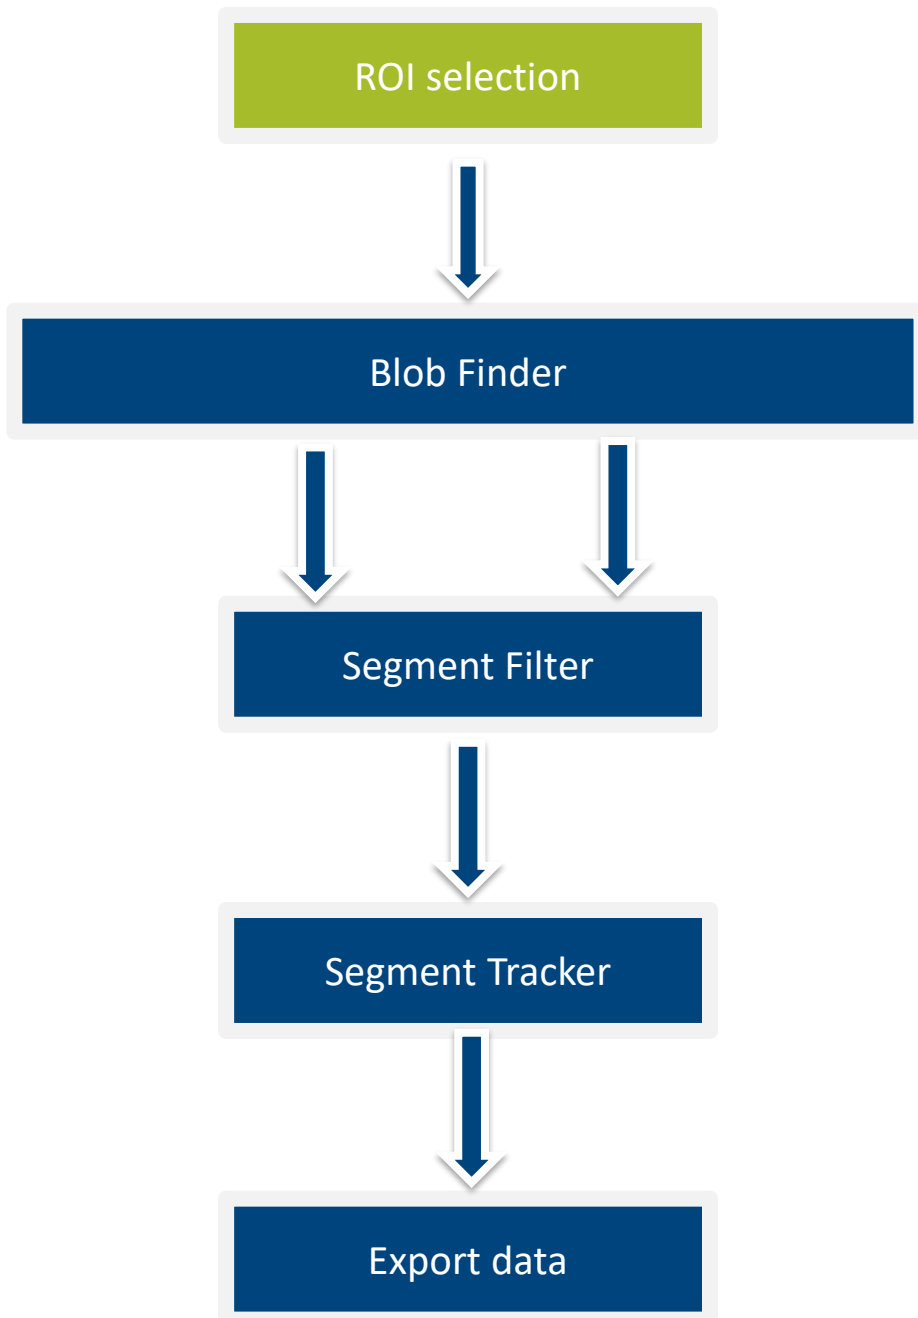 ROI selection
Blob Finder
Segment Filter
Segment Tracker
Export data